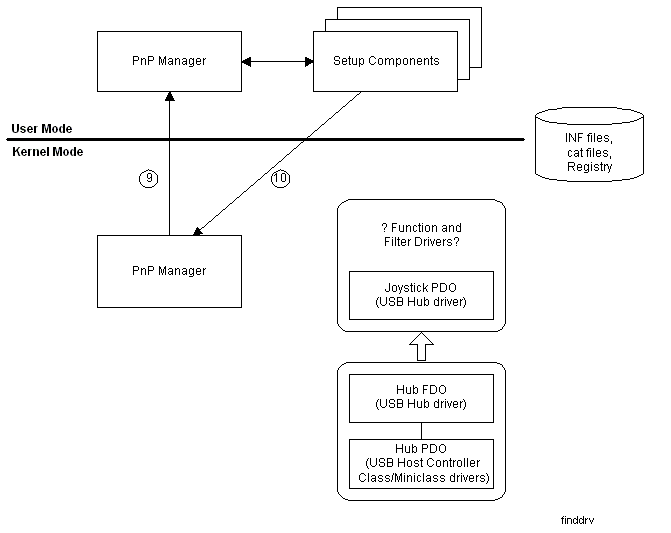 PnP Manager
Setup Components
User Mode
Kernel Mode
INF files,
cat files,
Registry
9
10
PnP Manager
? Function and
Filter Drivers?
Joystick PDO
(USB Hub driver)
Hub FDO
(USB Hub driver)
Hub PDO
(USB Host Controller
Class/Miniclass drivers)
finddrv